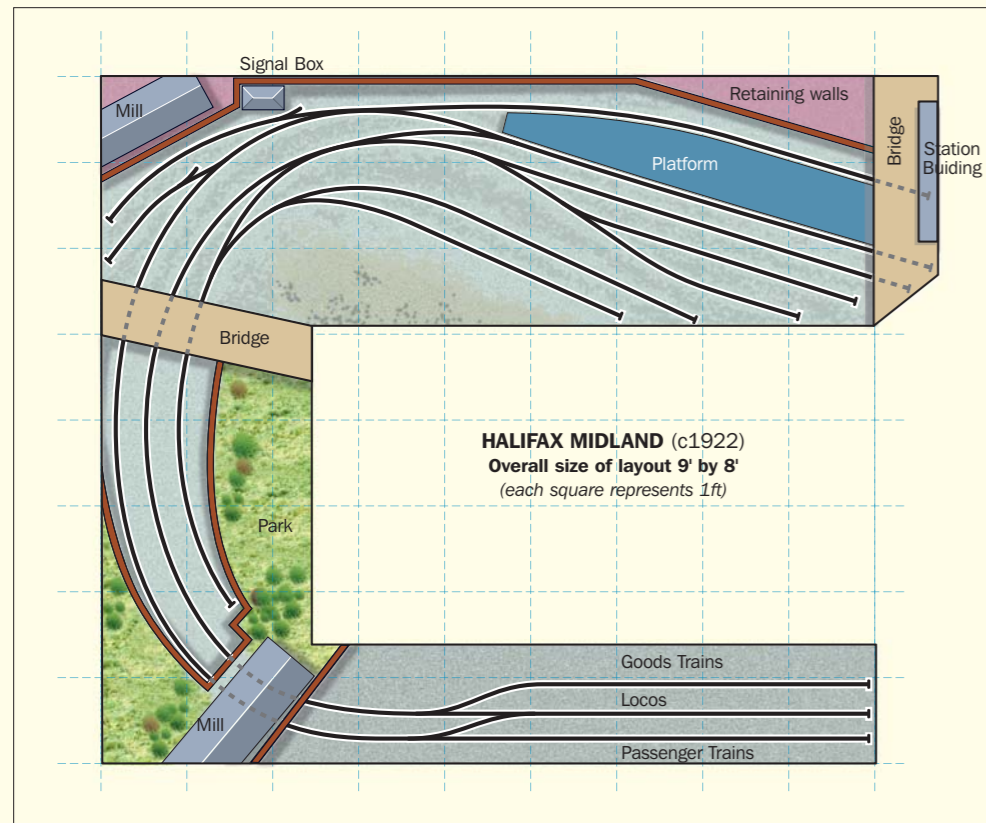 Signal Box
Mill
Retaining walls
Bridge
Station
Buiding
Platform
Bridge
HALIFAX MIDLAND (c1922)
Overall size of layout 9' by 8'
(each square represents 1ft)
Park
Goods Trains
Locos
Mill
Passenger Trains